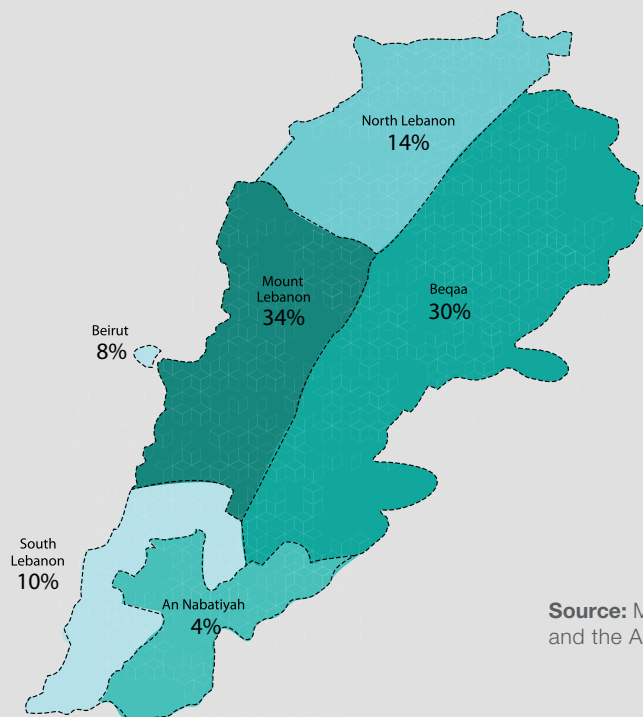 North Lebanon
14%
Mount
Lebanon
34%
Beqaa
30%
Beirut
8%
South
Lebanon
10%
An Nabatiyah
4%
Source:
and the